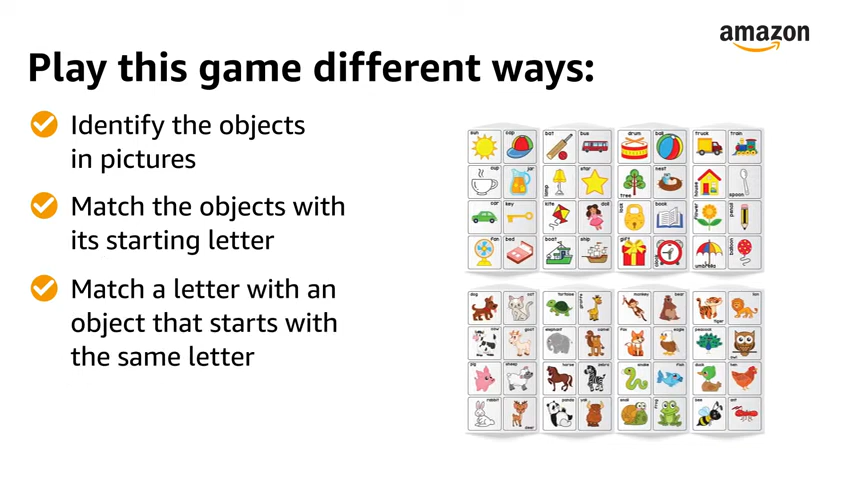 amazon
Play this game different ways:
Identify the objects
in pictures
Match the objects with
its starting letter
Match a letter with an
object that starts with
the same letter
sun cap bat bus drum ball truck train
cup jar lamp star tree nest house spoon
car key kite doll lock book flower pencil
fan bed boat ship gift clock umbrella balloon
dog cat tortoise giraffe monkey bear tiger lion
cow goat elephant camel fox eagle peacock owl
pig sheep horse zebra snake fish duck hen
rabbit deer panda yak snail frog bee ant